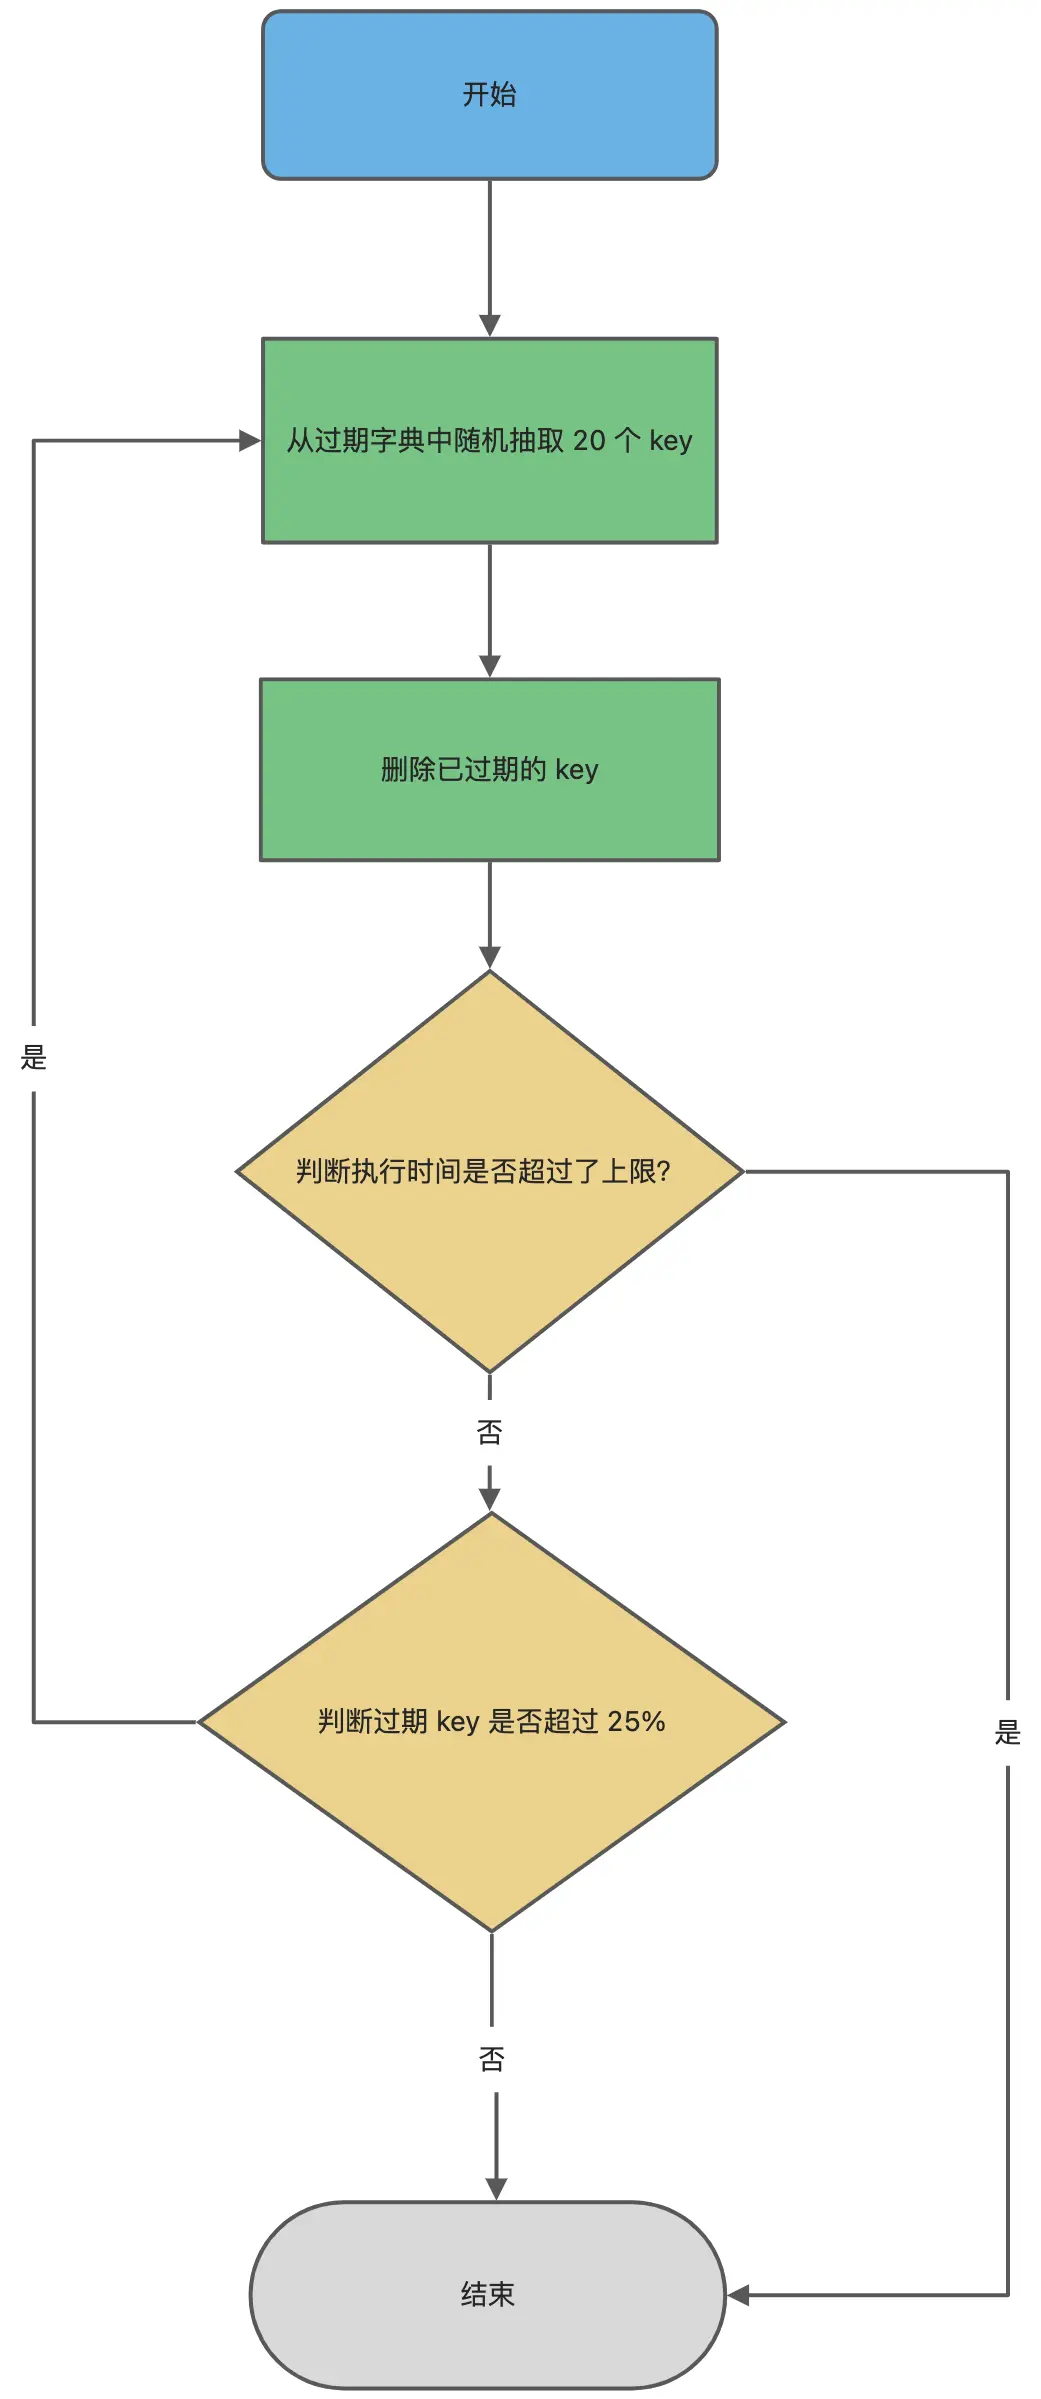 开始
从过期字典中随机抽取 20 个 key
删除已过期的 key
是
判断执行时间是否超过了上限?
否
判断过期 key 是否超过 25%
是
否
结束